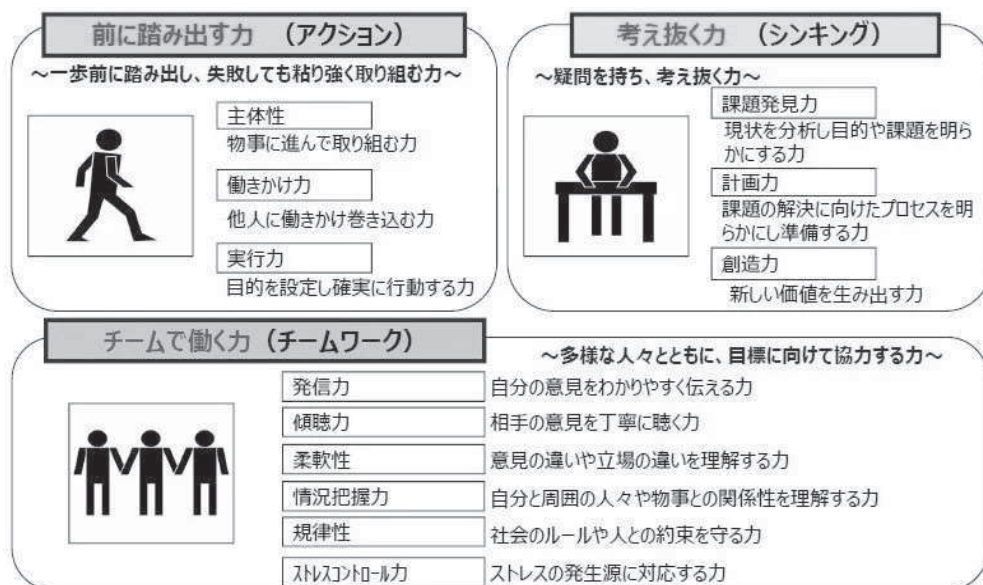 前に踏み出す力 (アクション)
~一歩前に踏み出し、失敗しても粘り強く取り組む力~
主体性
物事に進んで取り組む力
働きかけ力
他人に働きかけ巻き込む力
実行力
目的を設定し確実に行動する力
考え抜く力 (シンキング)
~疑問を持ち、考え抜く力~
課題発見力
現状を分析し目的や課題を明ら
かにする力
計画力
課題の解決に向けたプロセスを明
らかにし準備する力
創造力
新しい価値を生み出す力
チームで働く力 (チームワーク)
~多様な人々とともに、目標に向けて協力する力~
発信力 自分の意見をわかりやすく伝える力
傾聴力 相手の意見を丁寧に聴く力
柔軟性 意見の違いや立場の違いを理解する力
情況把握力 自分と周囲の人々や物事との関係性を理解する力
規律性 社会のルールや人との約束を守る力
ストレスコントロール力 ストレスの発生源に対応する力